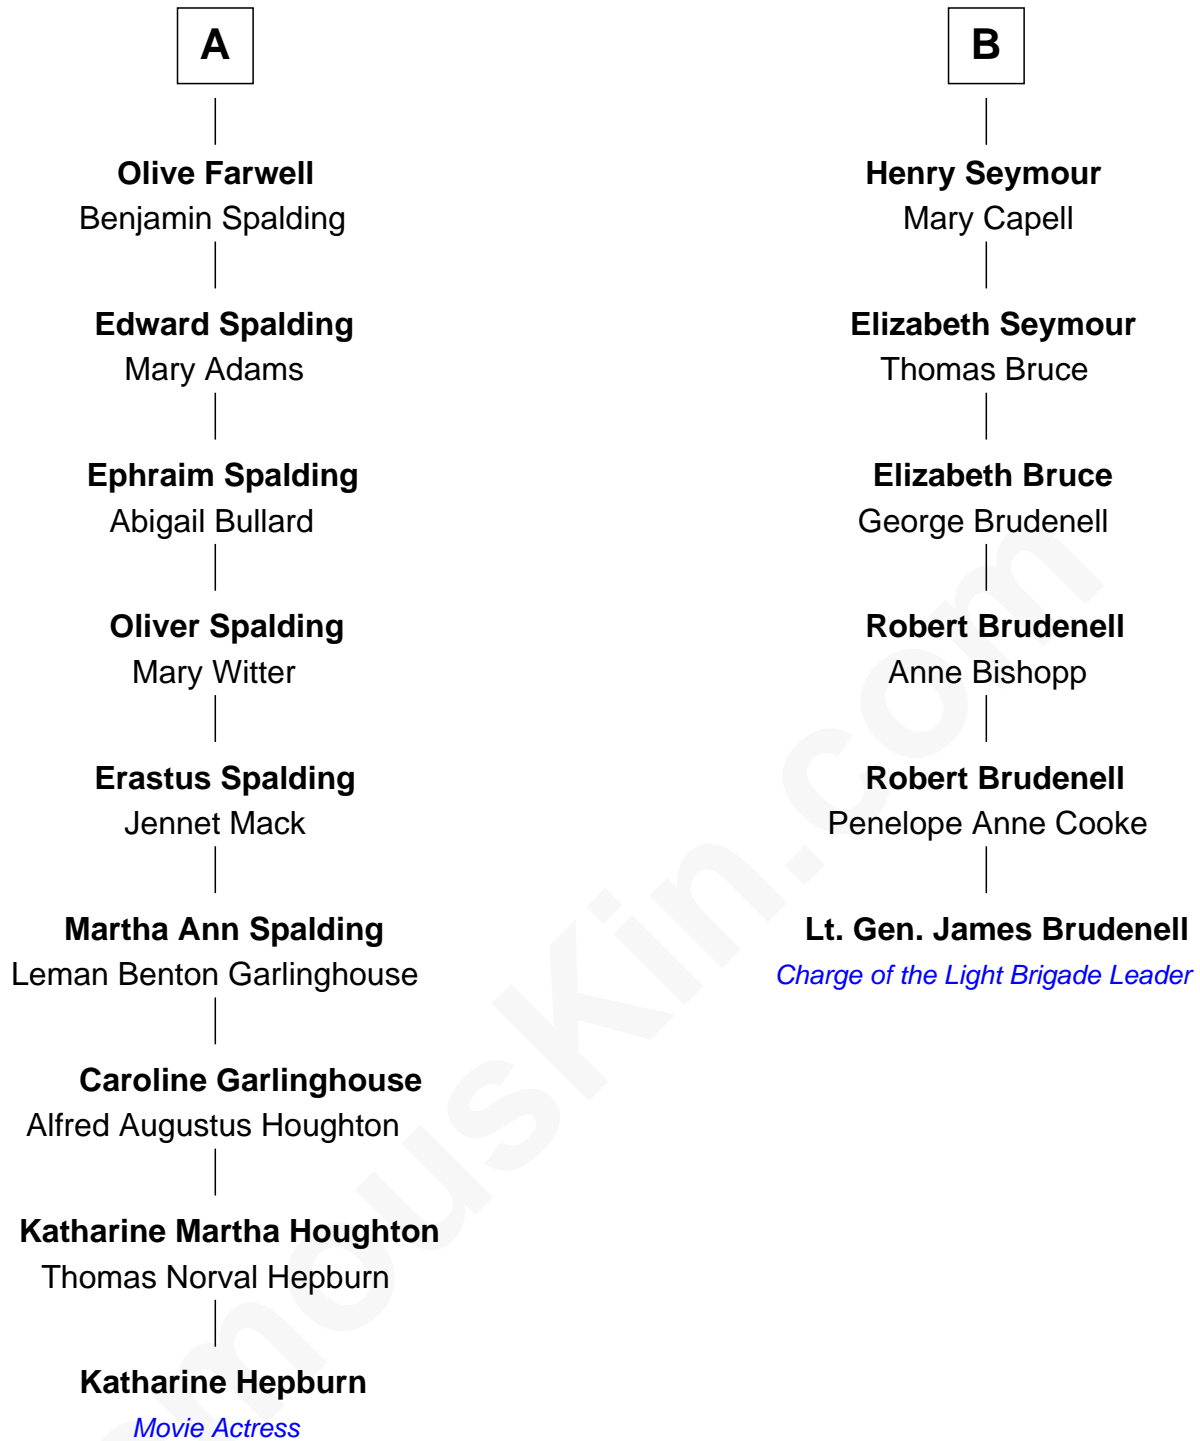 A
Olive Farwell
Benjamin Spalding
Edward Spalding
Mary Adams
Ephraim Spalding
Abigail Bullard
Oliver Spalding
Mary Witter
Erastus Spalding
Jennet Mack
Martha Ann Spalding
Leman Benton Garlinghouse
Caroline Garlinghouse
Alfred Augustus Houghton
Katharine Martha Houghton
Thomas Norval Hepburn
Katharine Hepburn
Movie Actress
B
Henry Seymour
Mary Capell
Elizabeth Seymour
Thomas Bruce
Elizabeth Bruce
George Brudenell
Robert Brudenell
Anne Bishopp
Robert Brudenell
Penelope Anne Cooke
Lt. Gen. James Brudenell
Charge of the Light Brigade Leader
mousKin.com